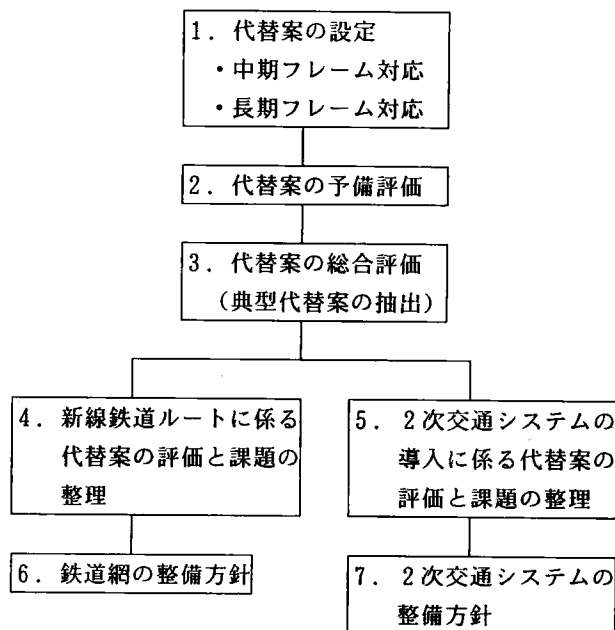 1．代替案の設定
・中期フレーム対応
・長期フレーム対応
2．代替案の予備評価
3．代替案の総合評価
（典型代替案の抽出）
4．新線鉄道ルートに係る
代替案の評価と課題の
整理
5．2次交通システムの
導入に係る代替案の
評価と課題の整理
6．鉄道網の整備方針
7．2次交通システムの
整備方針